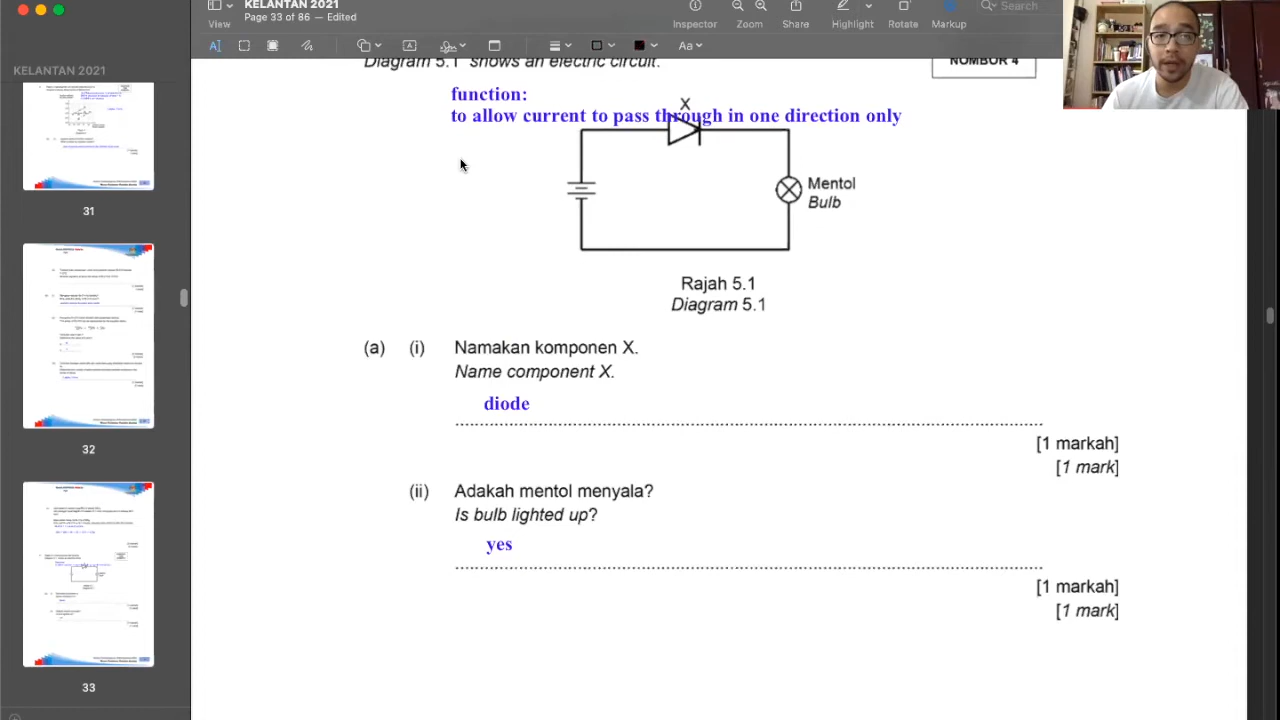 KELANTAN 2021
Page 33 of 86 — Edited
View
Inspector
Zoom
Share
Highlight
Rotate
Markup
Search
Aa
KELANTAN 2021
31
32
33
Diagram 5.1 shows an electric circuit.
NOMBOR 4
function:
to allow current to pass through in one direction only
X
Mentol
Bulb
Rajah 5.1
Diagram 5.1
(a) (i) Namakan komponen X.
Name component X.
diode
[1 markah]
[1 mark]
(ii) Adakah mentol menyala?
Is bulb lighted up?
yes
[1 markah]
[1 mark]